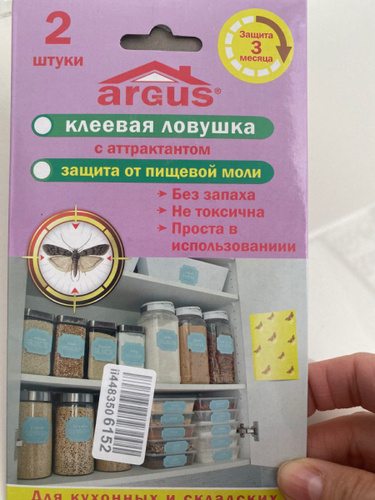 2
штуки
Защита
3
месяца
argus®
клеевая ловушка
с аттрактантом
защита от пищевой моли
Без запаха
Не токсична
Проста в
использованиии
ii4483506152
Для кухонных и складских